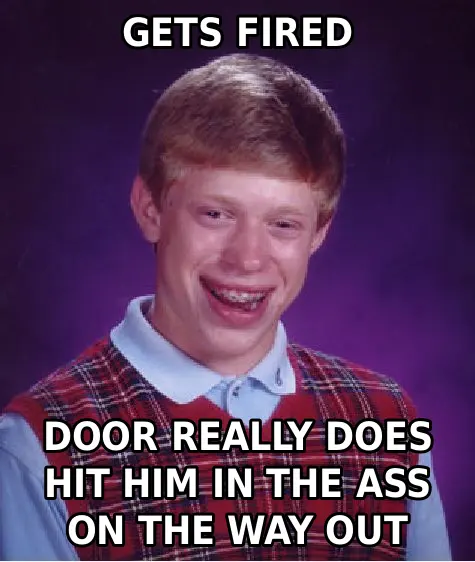 GETS FIRED
DOOR REALLY DOES
HIT HIM IN THE ASS
ON THE WAY OUT